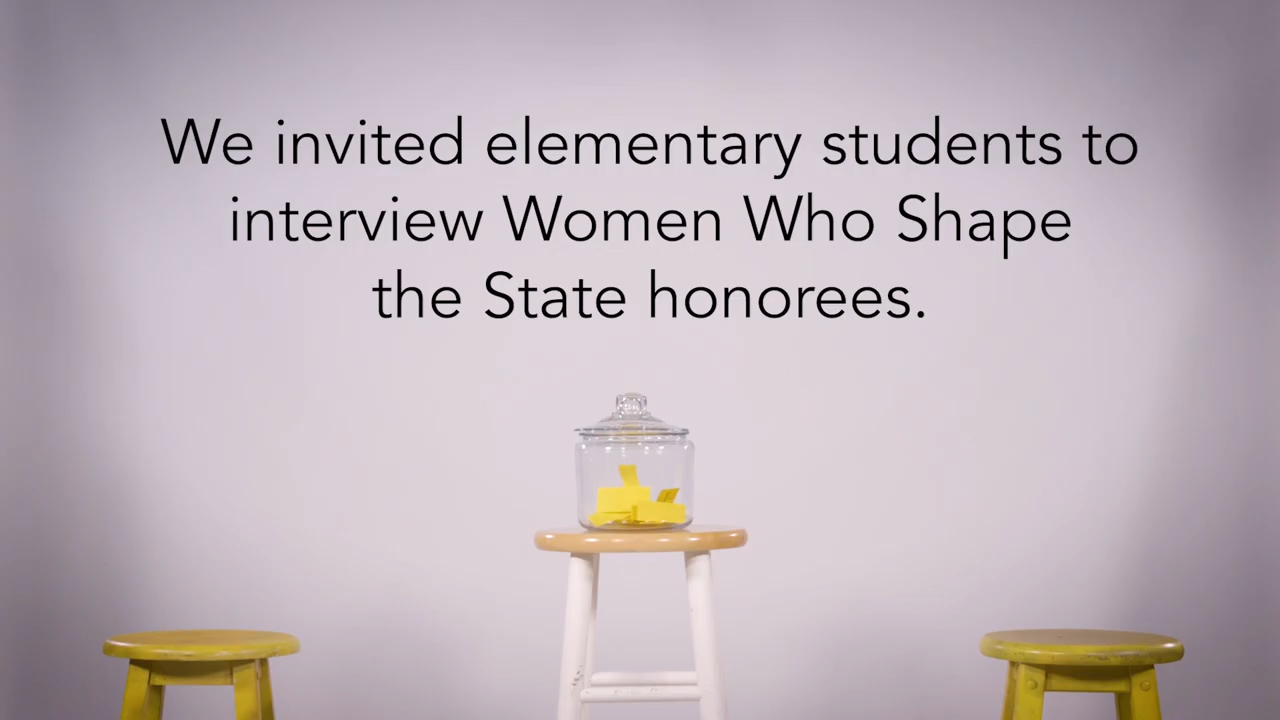 We invited elementary students to
interview Women Who Shape
the State honorees.